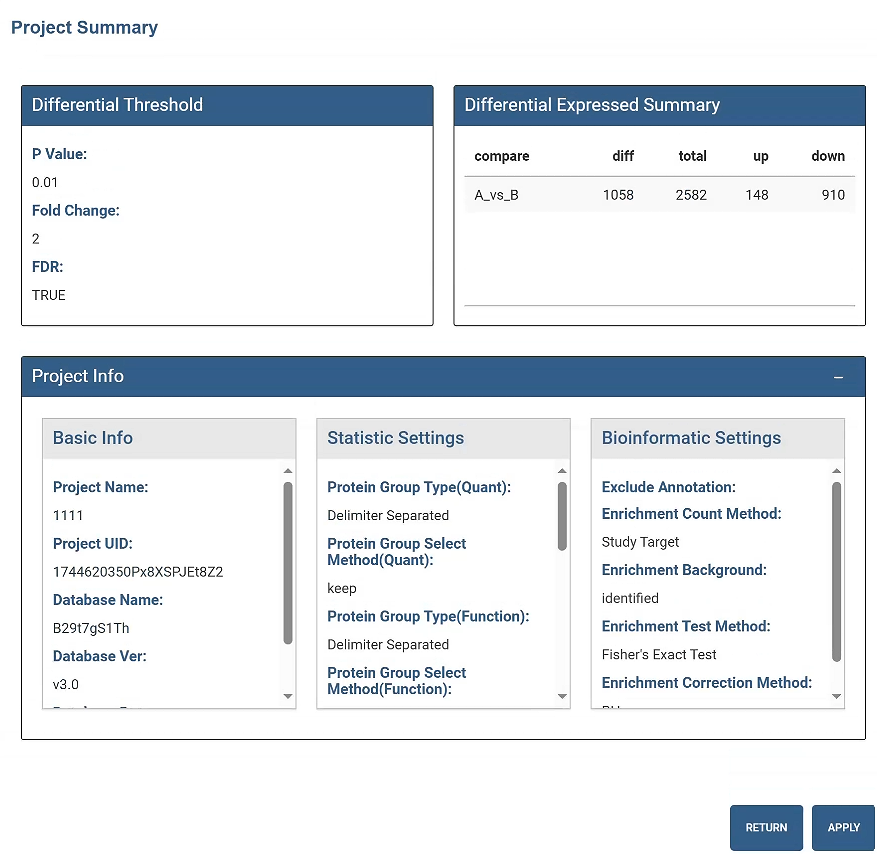 Project Summary
Differential Threshold
P Value:
0.01
Fold Change:
2
FDR:
TRUE
Differential Expressed Summary
compare diff total up down
A_vs_B 1058 2582 148 910
Project Info
Basic Info
Project Name:
1111
Project UID:
1744620350Px8XSPJEt8Z2
Database Name:
B29t7gS1Th
Database Ver:
v3.0
Statistic Settings
Protein Group Type(Quant):
Delimiter Separated
Protein Group Select
Method(Quant):
keep
Protein Group Type(Function):
Delimiter Separated
Protein Group Select
Method(Function):
Bioinformatic Settings
Exclude Annotation:
Enrichment Count Method:
Study Target
Enrichment Background:
identified
Enrichment Test Method:
Fisher's Exact Test
Enrichment Correction Method:
RETURN
APPLY